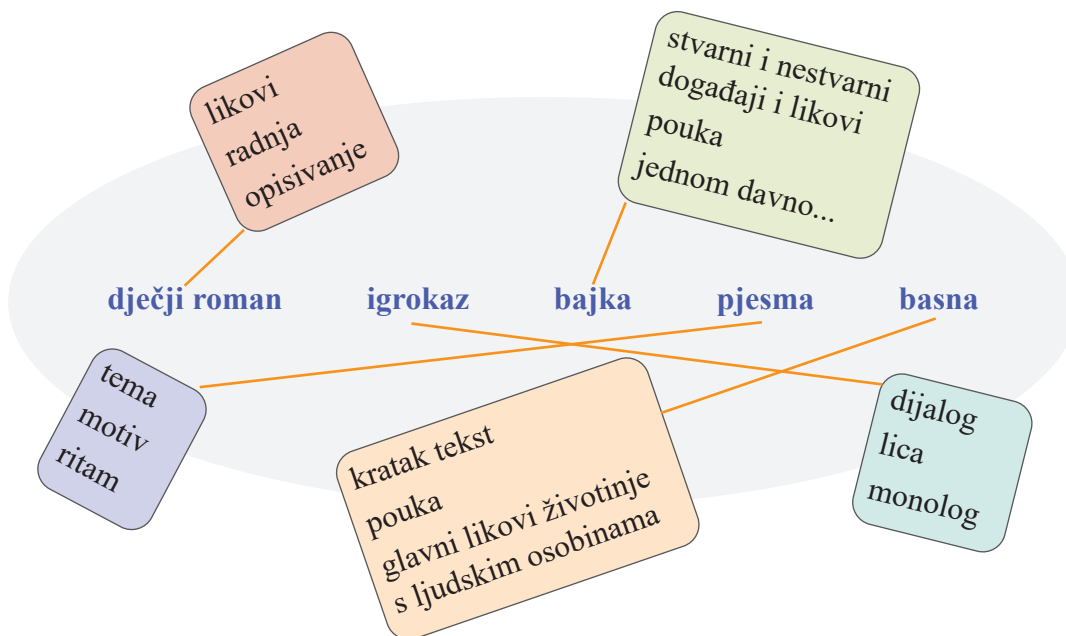 likovi
radnja
opisivanje
stvarni i nestvarni
događaji i likovi
pouka
jednom davno...
dječji roman
igrokaz
bajka
pjesma
basna
tema
motiv
ritam
kratak tekst
pouka
glavni likovi životinje
s ljudskim osobinama
dijalog
lica
monolog